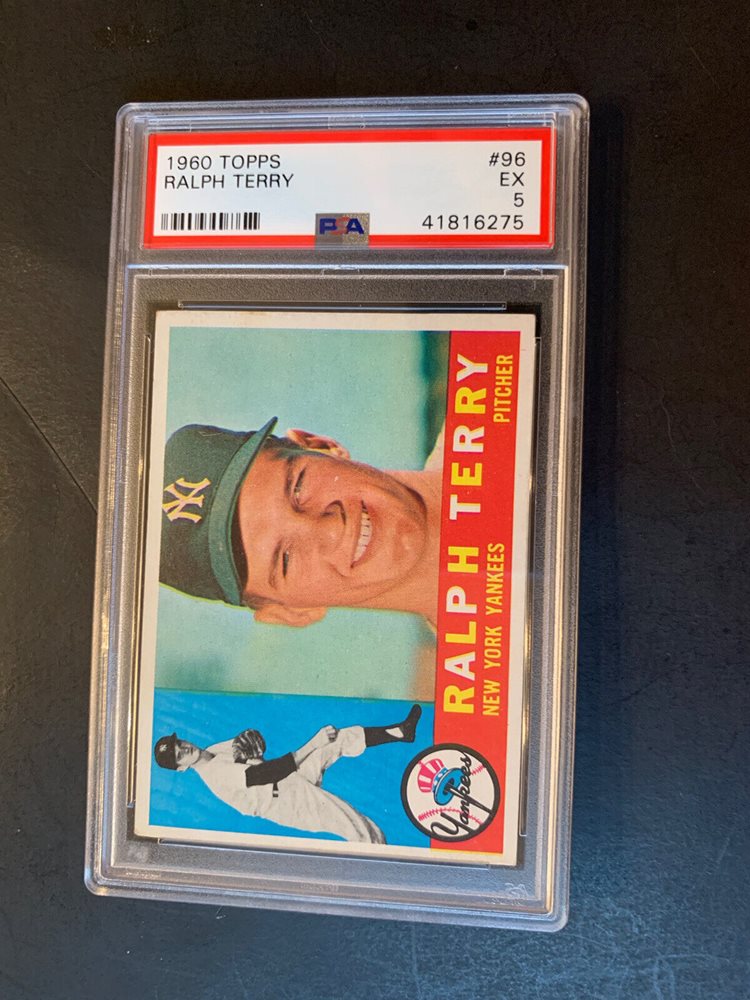 1960 TOPPS #96
RALPH TERRY EX
5
PSA 41816275
RALPH TERRY
NEW YORK YANKEES PITCHER
NY
Yankees